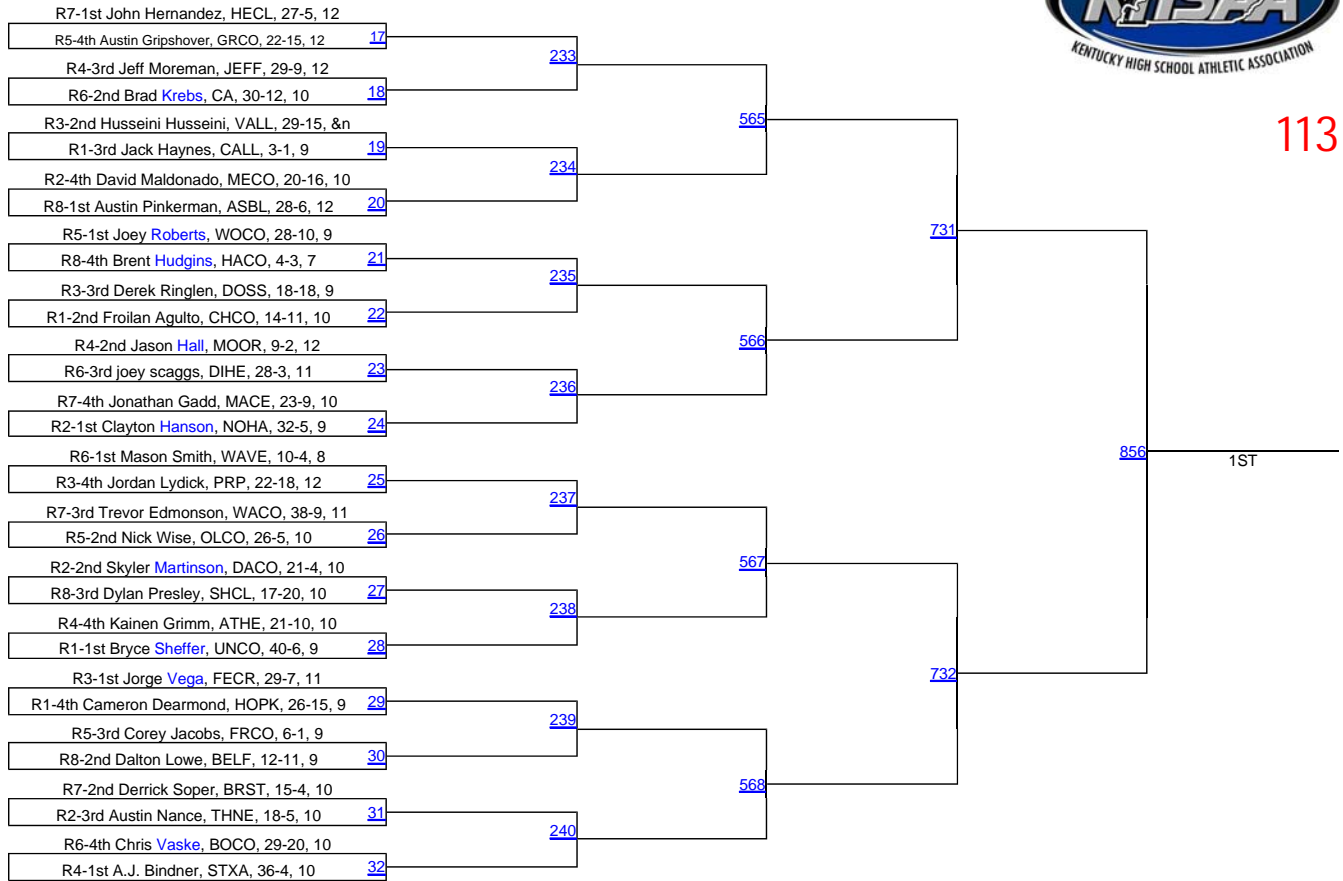 KHSAA
KENTUCKY HIGH SCHOOL ATHLETIC ASSOCIATION
113
R7-1st John Hernandez, HECL, 27-5, 12
R5-4th Austin Gripshover, GRCO, 22-15, 12
17
233
R4-3rd Jeff Moreman, JEFF, 29-9, 12
R6-2nd Brad Krebs, CA, 30-12, 10
18
565
R3-2nd Husseini Husseini, VALL, 29-15, &n
R1-3rd Jack Haynes, CALL, 3-1, 9
19
234
R2-4th David Maldonado, MECO, 20-16, 10
R8-1st Austin Pinkerman, ASBL, 28-6, 12
20
731
R5-1st Joey Roberts, WOCO, 28-10, 9
R8-4th Brent Hudgins, HACO, 4-3, 7
21
235
R3-3rd Derek Ringlen, DOSS, 18-18, 9
R1-2nd Froilan Agulto, CHCO, 14-11, 10
22
566
R4-2nd Jason Hall, MOOR, 9-2, 12
R6-3rd joey scaggs, DIHE, 28-3, 11
23
236
R7-4th Jonathan Gadd, MACE, 23-9, 10
R2-1st Clayton Hanson, NOHA, 32-5, 9
24
856
1ST
R6-1st Mason Smith, WAVE, 10-4, 8
R3-4th Jordan Lydick, PRP, 22-18, 12
25
237
R7-3rd Trevor Edmonson, WACO, 38-9, 11
R5-2nd Nick Wise, OLCO, 26-5, 10
26
567
R2-2nd Skyler Martinson, DACO, 21-4, 10
R8-3rd Dylan Presley, SHCL, 17-20, 10
27
238
R4-4th Kainen Grimm, ATHE, 21-10, 10
R1-1st Bryce Sheffer, UNCO, 40-6, 9
28
732
R3-1st Jorge Vega, FECR, 29-7, 11
R1-4th Cameron Dearmond, HOPK, 26-15, 9
29
239
R5-3rd Corey Jacobs, FRCO, 6-1, 9
R8-2nd Dalton Lowe, BELF, 12-11, 9
30
568
R7-2nd Derrick Soper, BRST, 15-4, 10
R2-3rd Austin Nance, THNE, 18-5, 10
31
240
R6-4th Chris Vaske, BOCO, 29-20, 10
R4-1st A.J. Bindner, STXA, 36-4, 10
32